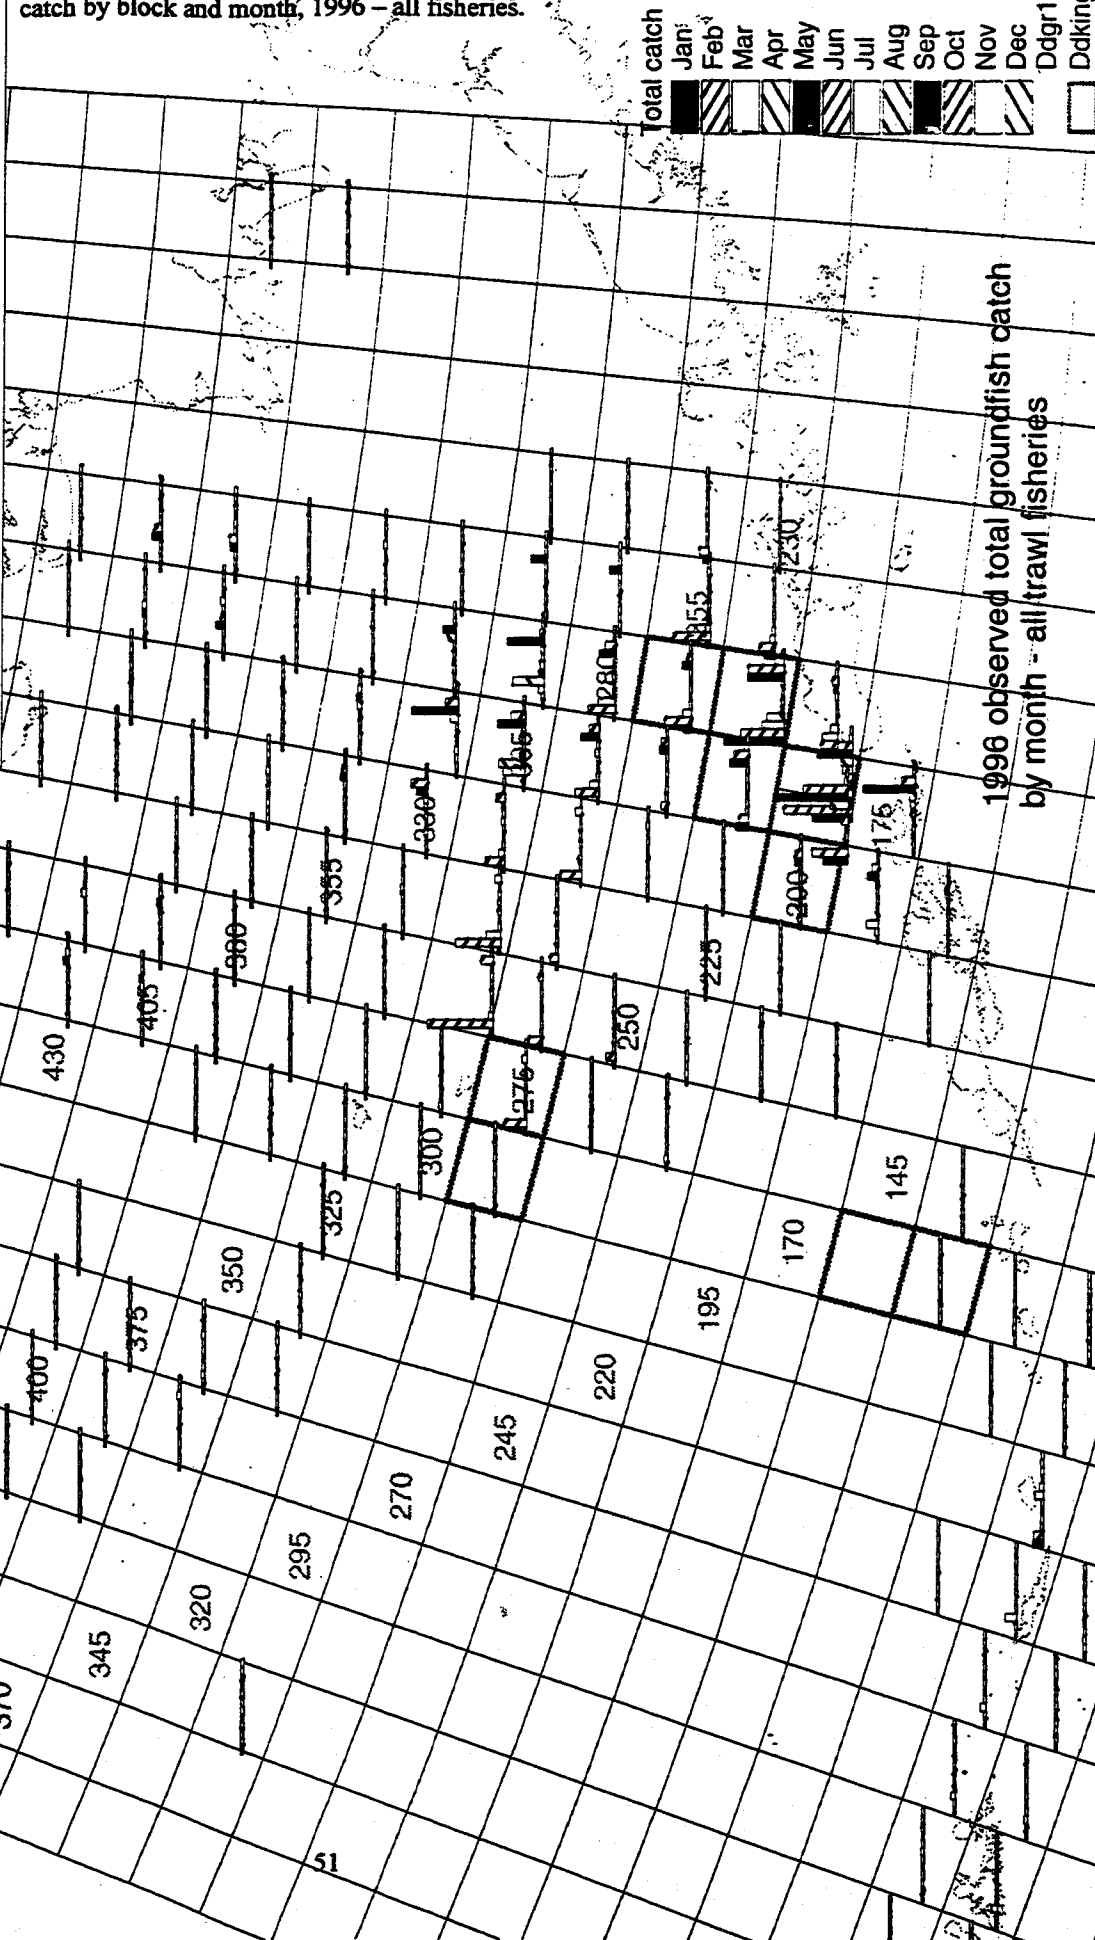 catch by block and month, 1996 – all fisheries.
Total catch
Jan
Feb
Mar
Apr
May
Jun
Jul
Aug
Sep
Oct
Nov
Dec
Ddgr1
1996 observed total groundfish catch
by month - all trawl fisheries
430
405
380
355
330
305
280
255
230
400
375
350
325
300
275
250
225
200
175
345
320
295
270
245
220
195
170
145
51